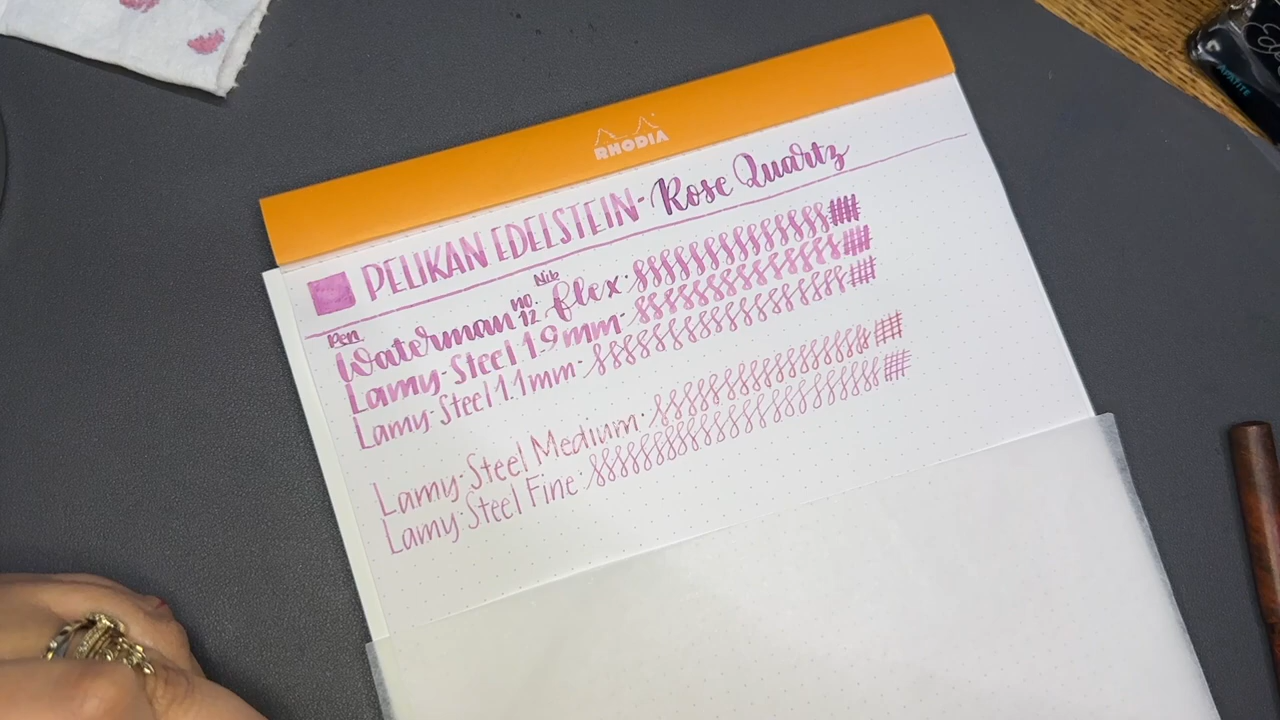 RHODIA
PELIKAN EDELSTEIN - Rose Quartz
Pen Nib
Waterman no. 12 flex.
Lamy. Steel 1.9mm.
Lamy. Steel 1.1mm.
Lamy. Steel Medium.
Lamy. Steel Fine.
APATITE